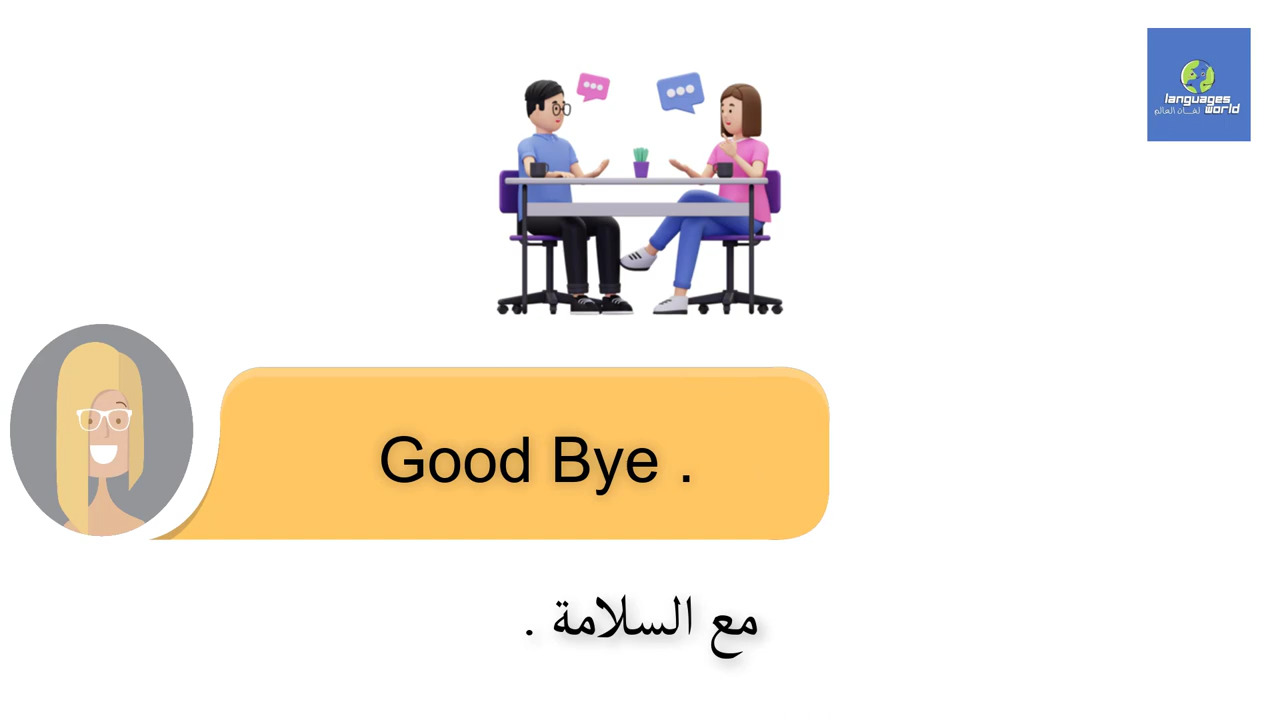 languages
world
لغات العالم
Good Bye .
مع السلامة .